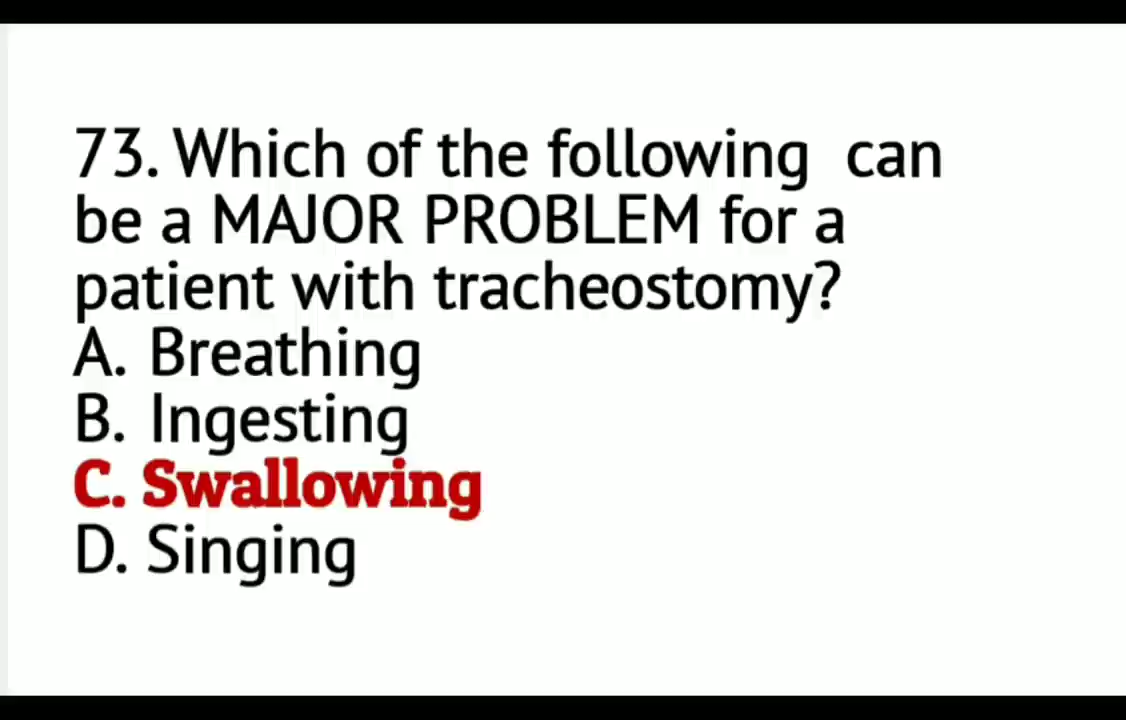 73. Which of the following can
be a MAJOR PROBLEM for a
patient with tracheostomy?
A. Breathing
B. Ingesting
C. Swallowing
D. Singing